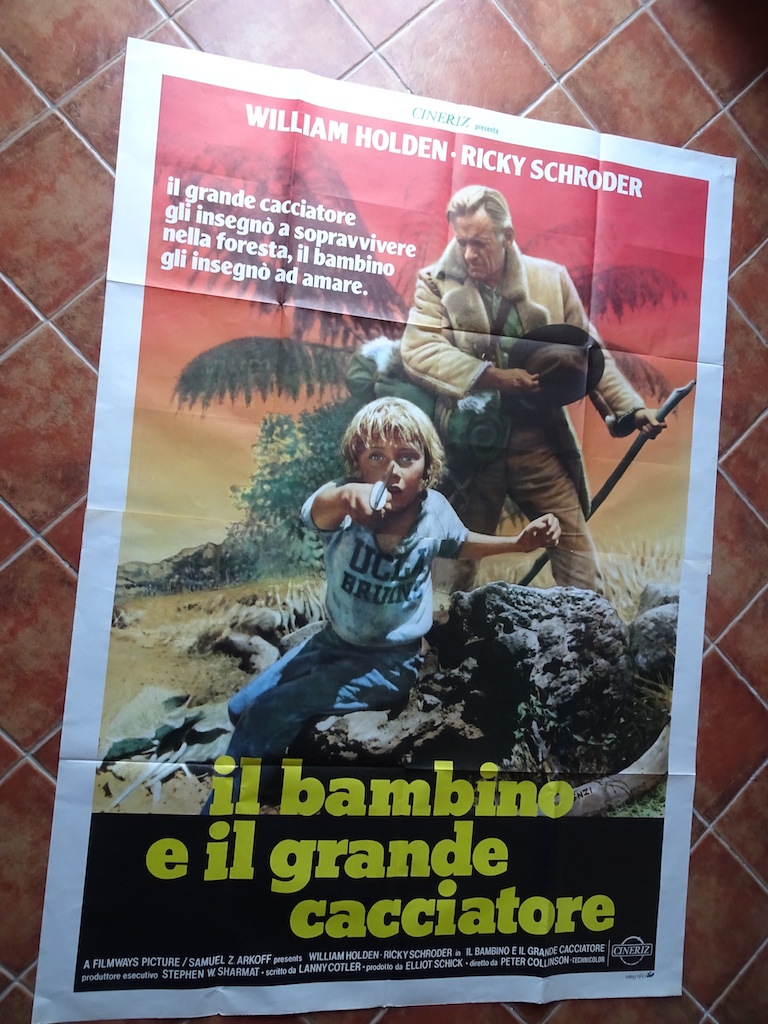 CINERIZ presenta
WILLIAM HOLDEN · RICKY SCHRODER
il grande cacciatore
gli insegnò a sopravvivere
nella foresta, il bambino
gli insegnò ad amare.
UCLA
BRUINS
il bambino
e il grande
cacciatore
A FILMWAYS PICTURE / SAMUEL Z. ARKOFF presenta WILLIAM HOLDEN · RICKY SCHRODER in IL BAMBINO E IL GRANDE CACCIATORE
produttore esecutivo STEPHEN W. SHARMAT · scritto da LANNY COTLER · prodotto da ELLIOT SCHICK · diretto da PETER COLLINSON · TECHNICOLOR
CINERIZ